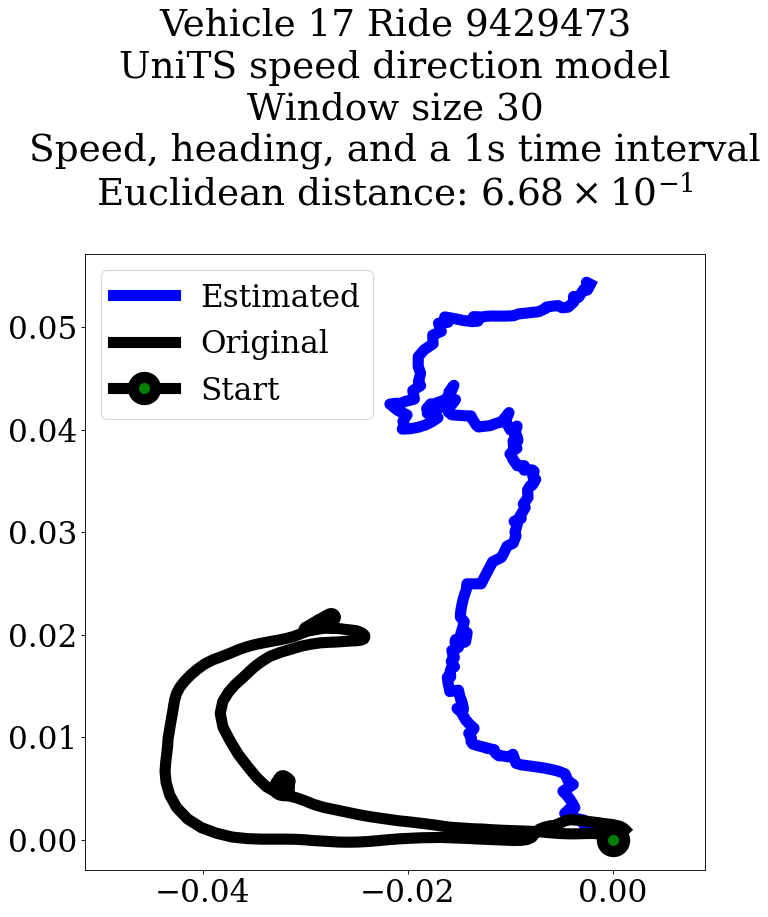 Vehicle 17 Ride 9429473
UniTS speed direction model
Window size 30
Speed, heading, and a 1s time interval
Euclidean distance: 6.68 × 10⁻¹
Estimated
Original
Start
0.05
0.04
0.03
0.02
0.01
0.00
−0.04 −0.02 0.00